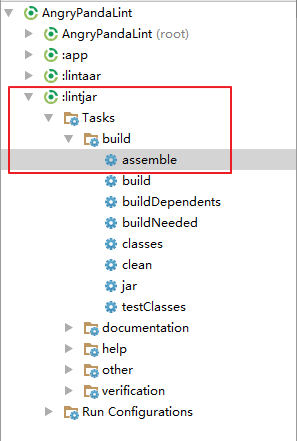 AngryPandaLint
AngryPandaLint (root)
:app
:lintaar
:lintjar
Tasks
build
assemble
build
buildDependents
buildNeeded
classes
clean
jar
testClasses
documentation
help
other
verification
Run Configurations